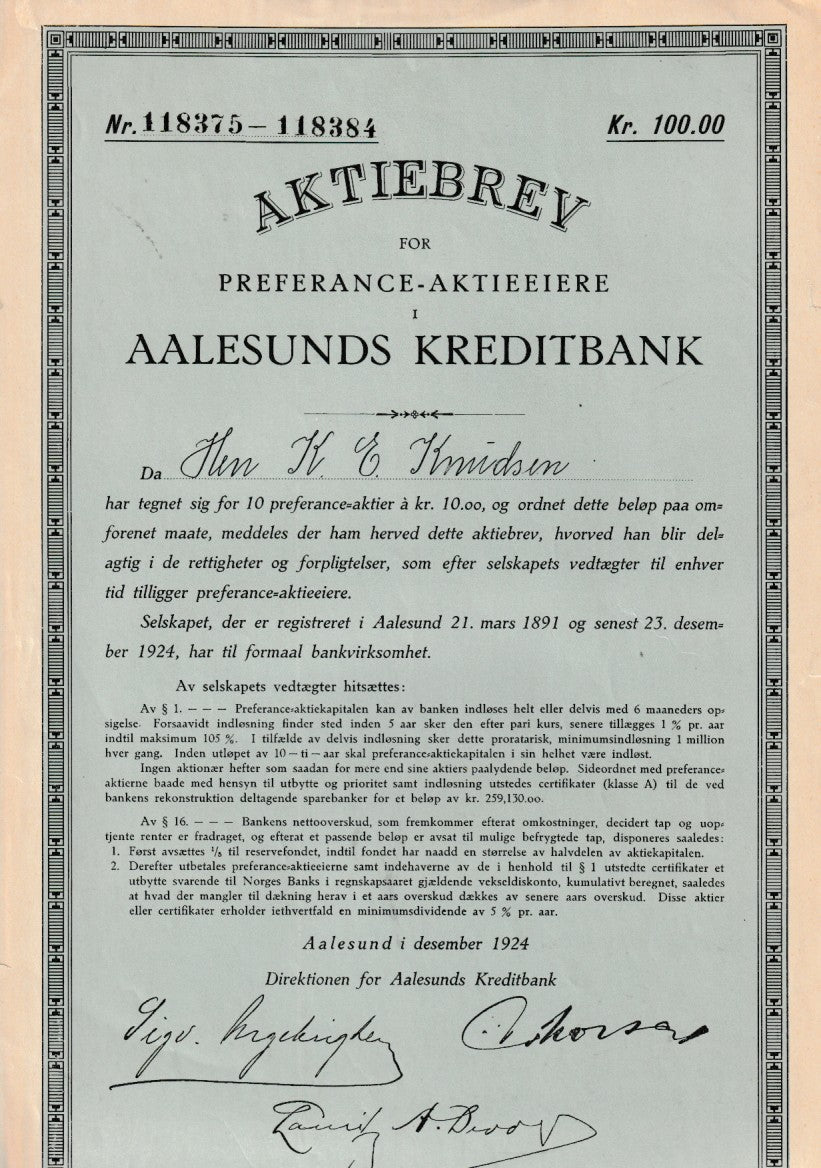 Nr. 118375 — 118384
Kr. 100.00
AKTIEBREV
FOR
PREFERANCE-AKTIEEIERE
I
AALESUNDS KREDITBANK
Da Herr K. E. Knudsen
har tegnet sig for 10 preferance=aktier à kr. 10.oo, og ordnet dette beløp paa om=
forenet maate, meddeles der ham herved dette aktiebrev, hvorved han blir del=
agtig i de rettigheter og forpligtelser, som efter selskapets vedtægter til enhver
tid tilligger preferance=aktieeiere.
Selskapet, der er registreret i Aalesund 21. mars 1891 og senest 23. desem=
ber 1924, har til formaal bankvirksomhet.
Av selskapets vedtægter hitsættes:
Av § 1. — — — Preferance=aktiekapitalen kan av banken indløses helt eller delvis med 6 maaneders op=
sigelse. Forsaavidt indløsning finder sted inden 5 aar sker den efter pari kurs, senere tillægges 1 % pr. aar
indtil maksimum 105 %. I tilfælde av delvis indløsning sker dette proratarisk, minimumsindløsning 1 million
hver gang. Inden utløpet av 10 — ti — aar skal preferance=aktiekapitalen i sin helhet være indløst.
Ingen aktionær hefter som saadan for mere end sine aktiers paalydende beløp. Sideordnet med preferance=
aktierne baade med hensyn til utbytte og prioritet samt indløsning utstedes certifikater (klasse A) til de ved
bankens rekonstruktion deltagende sparebanker for et beløp av kr. 259,130.oo.
Av § 16. — — — Bankens nettooverskud, som fremkommer efterat omkostninger, decidert tap og uop=
tjente renter er fradraget, og efterat et passende beløp er avsat til mulige befrygtede tap, disponeres saaledes:
1. Først avsættes ¹/₅ til reservefondet, indtil fondet har naadd en størrelse av halvdelen av aktiekapitalen.
2. Derefter utbetales preferance=aktieeierne samt indehaverne av de i henhold til § 1 utstedte certifikater et
utbytte svarende til Norges Banks i regnskapsaaret gjældende vekseldiskonto, kumulativt beregnet, saaledes
at hvad der mangler til dækning herav i et aars overskud dækkes av senere aars overskud. Disse aktier
eller certifikater erholder iethvertfald en minimumsdividende av 5 % pr. aar.
Aalesund i desember 1924
Direktionen for Aalesunds Kreditbank
Sigv.